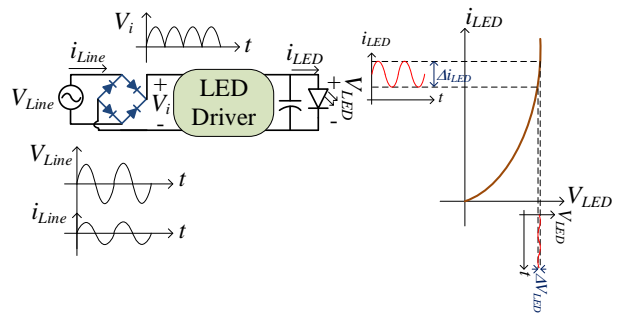 V_i
t
i_Line
i_LED
V_Line
+
V_i
-
LED
Driver
+
V_LED
-
V_Line
t
i_Line
t
i_LED
Δi_LED
t
i_LED
V_LED
V_LED
t
ΔV_LED